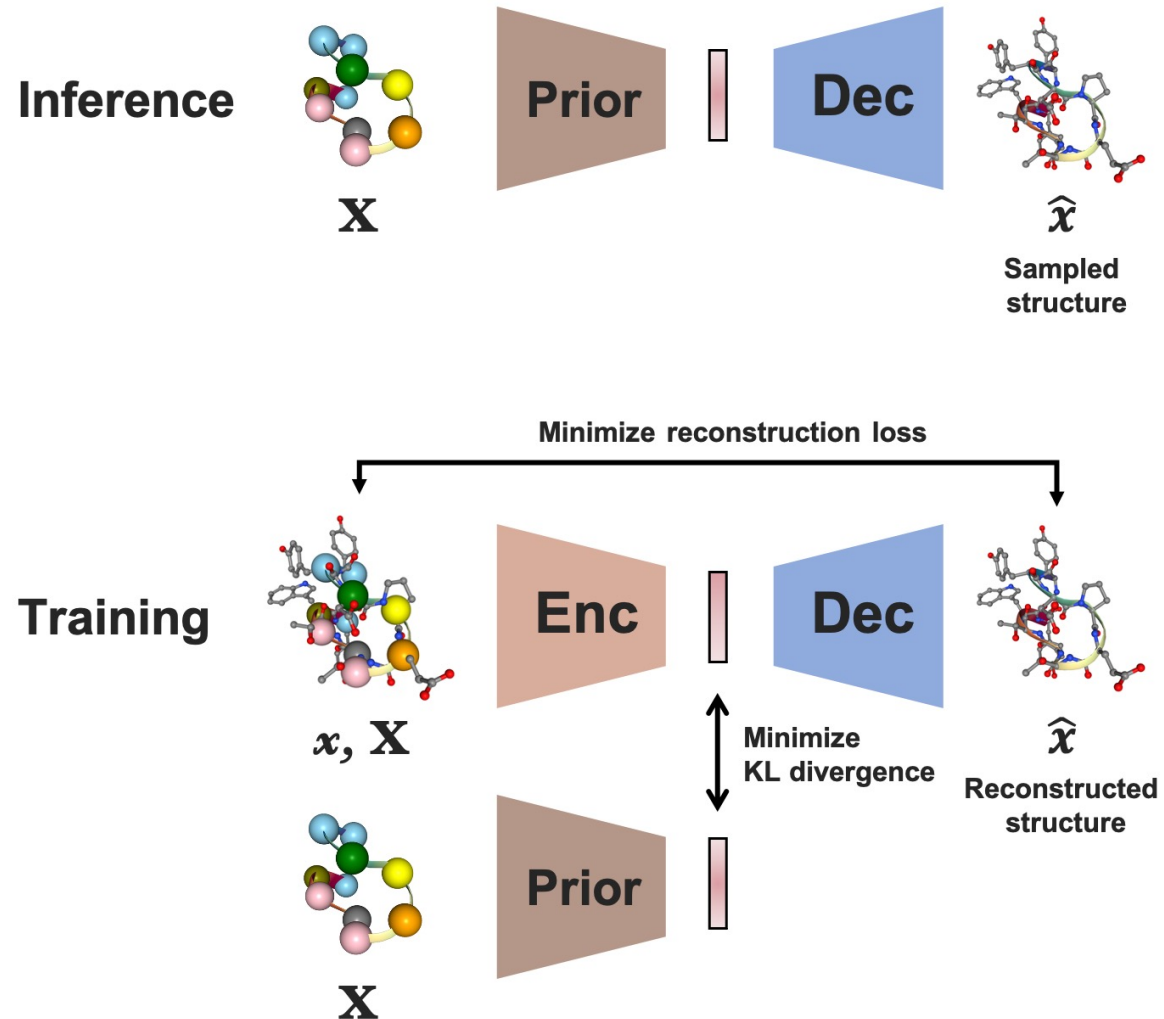 Inference
Prior
Dec
X
x̂
Sampled
structure
Minimize reconstruction loss
Training
Enc
Dec
x, X
Minimize
KL divergence
x̂
Reconstructed
structure
Prior
X